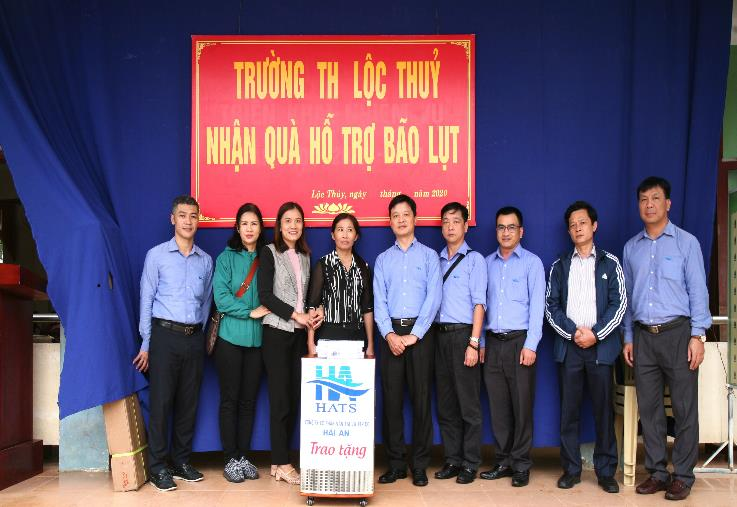 TRƯỜNG TH LỘC THUỶ
NHẬN QUÀ HỖ TRỢ BÃO LỤT
Lộc Thủy, ngày tháng năm 2020
HA
HATS
HẢI AN
Trao tặng